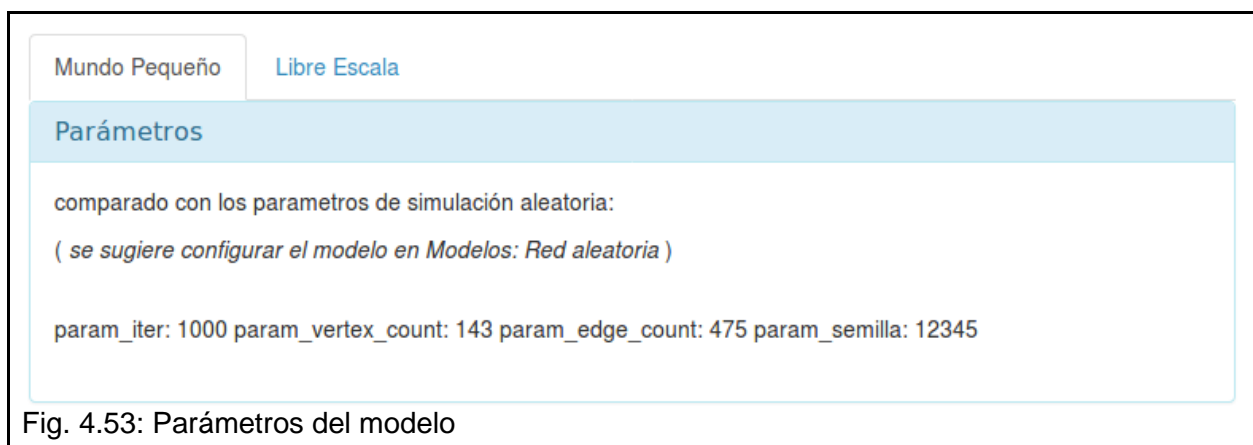 Mundo Pequeño Libre Escala
Parámetros
comparado con los parametros de simulación aleatoria:
( se sugiere configurar el modelo en Modelos: Red aleatoria )
param_iter: 1000 param_vertex_count: 143 param_edge_count: 475 param_semilla: 12345
Fig. 4.53: Parámetros del modelo